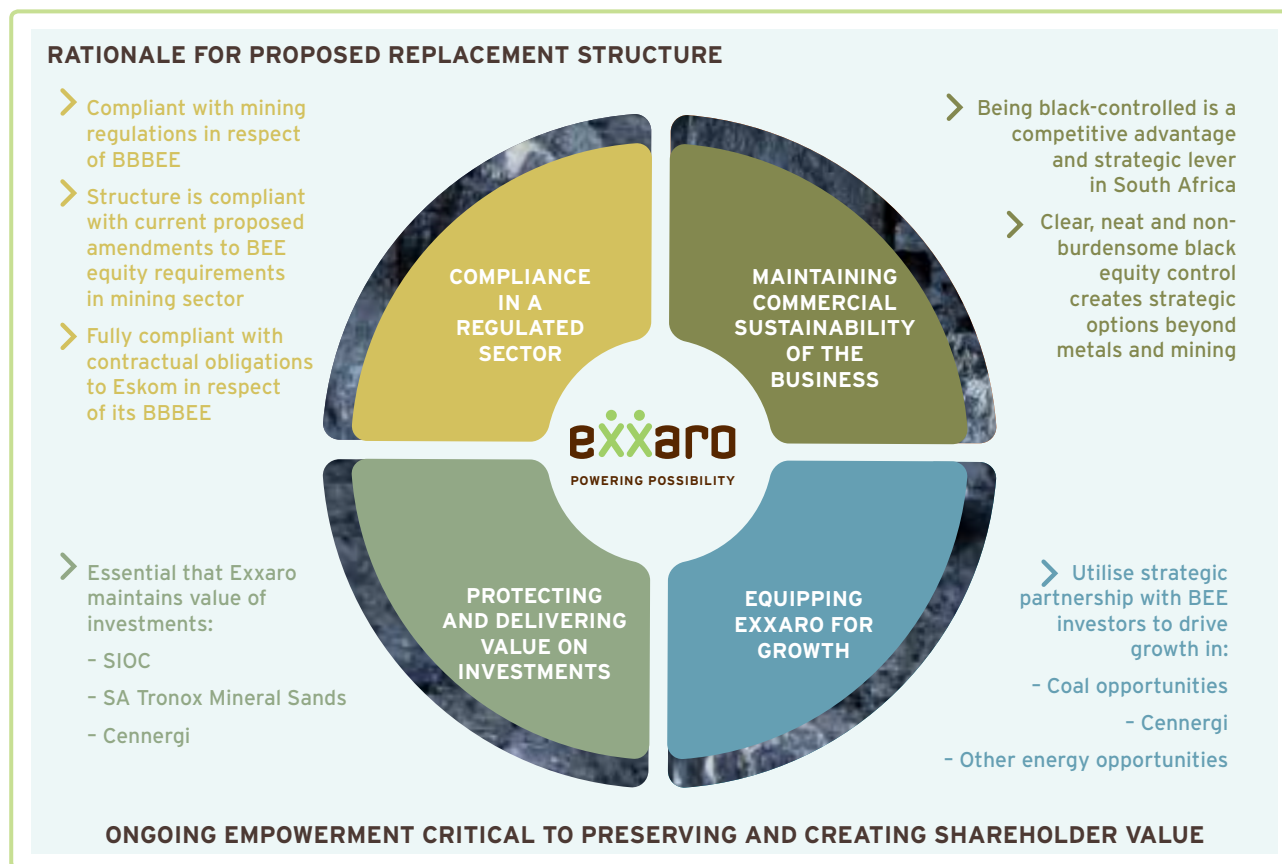 RATIONALE FOR PROPOSED REPLACEMENT STRUCTURE
Compliant with mining
regulations in respect
of BBBEE
Structure is compliant
with current proposed
amendments to BEE
equity requirements
in mining sector
Fully compliant with
contractual obligations
to Eskom in respect
of its BBBEE
COMPLIANCE
IN A
REGULATED
SECTOR
MAINTAINING
COMMERCIAL
SUSTAINABILITY
OF THE
BUSINESS
Being black-controlled is a
competitive advantage
and strategic lever
in South Africa
Clear, neat and non-
burdensome black
equity control
creates strategic
options beyond
metals and mining
exxaro
POWERING POSSIBILITY
Essential that Exxaro
maintains value of
investments:
– SIOC
– SA Tronox Mineral Sands
– Cennergi
PROTECTING
AND DELIVERING
VALUE ON
INVESTMENTS
EQUIPPING
EXXARO FOR
GROWTH
Utilise strategic
partnership with BEE
investors to drive
growth in:
– Coal opportunities
– Cennergi
– Other energy opportunities
ONGOING EMPOWERMENT CRITICAL TO PRESERVING AND CREATING SHAREHOLDER VALUE